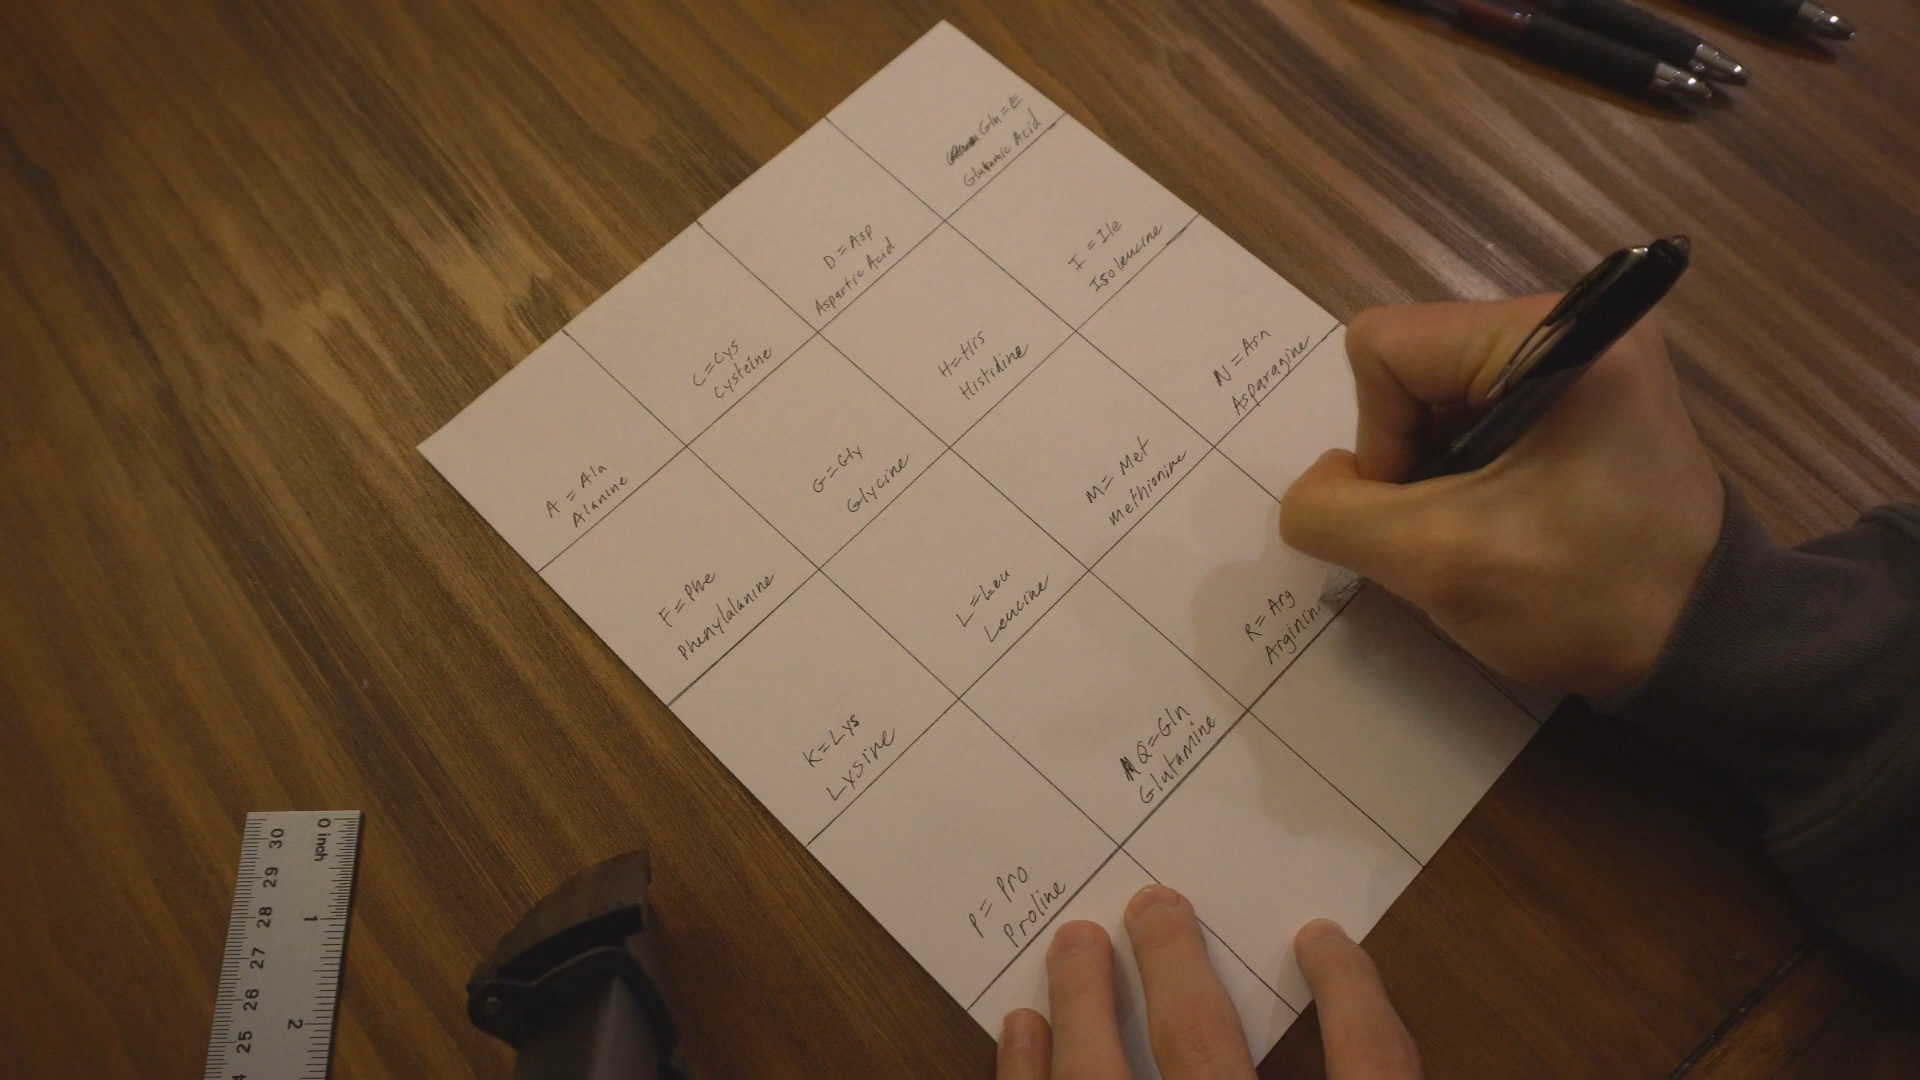 A = Ala
Alanine
C = Cys
Cysteine
D = Asp
Aspartic Acid
Gln = E
Glutamic Acid
F = Phe
Phenylalanine
G = Gly
Glycine
H = His
Histidine
I = Ile
Isoleucine
K = Lys
Lysine
L = Leu
Leucine
M = Met
Methionine
N = Asn
Asparagine
P = Pro
Proline
Q = Gln
Glutamine
R = Arg
Arginin
0 inch
1
2
30
29
28
27
26
25